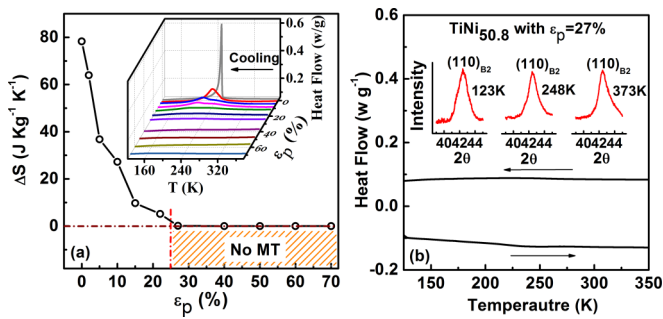 (a)
ΔS (J Kg⁻¹ K⁻¹)
80
60
40
20
0
0 10 20 30 40 50 60 70
εp (%)
No MT
Cooling
Heat Flow (w/g)
0.6
0.4
0.2
0
20
40
60
εp (%)
160 240 320
T (K)
(b)
TiNi50.8 with εp=27%
Heat Flow (w g⁻¹)
0.6
0.4
0.2
0.0
-0.2
150 200 250 300 350
Temperautre (K)
Intensity
(110)B2 (110)B2 (110)B2
123K 248K 373K
404244 404244 404244
2θ 2θ 2θ